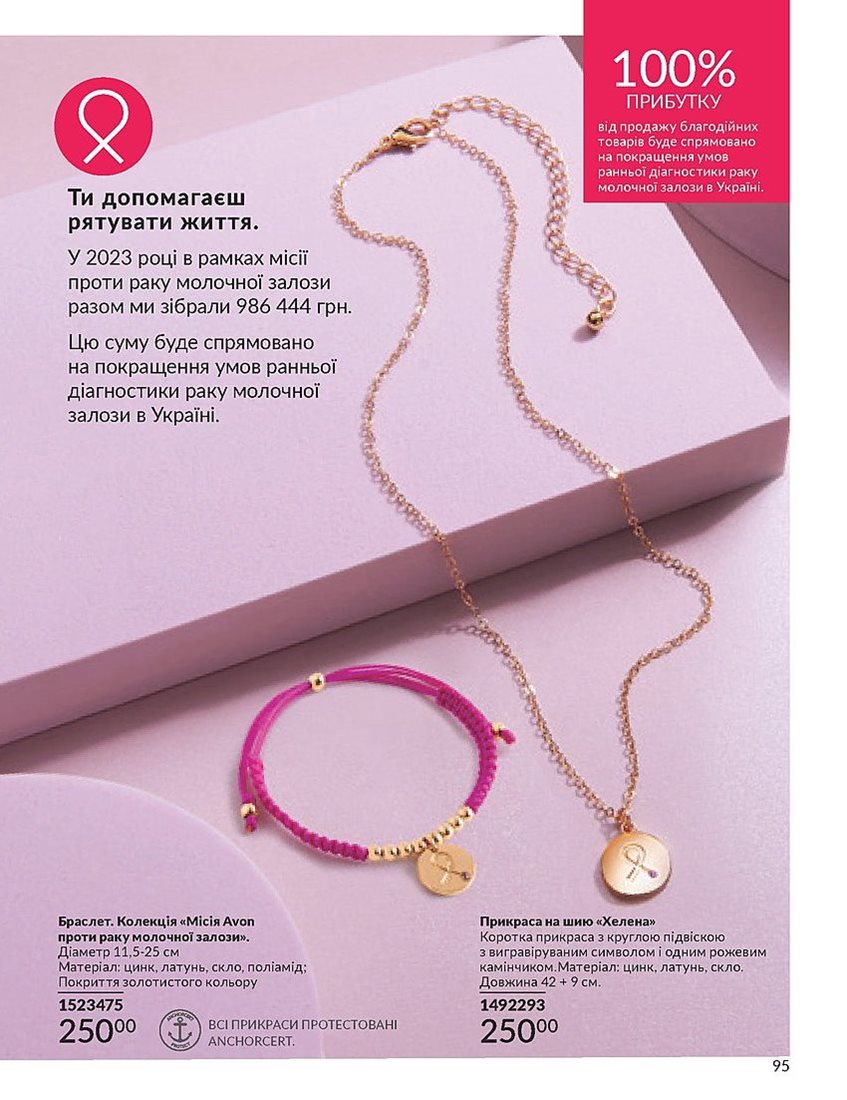 100%
ПРИБУТКУ
від продажу благодійних
товарів буде спрямовано
на покращення умов
ранньої діагностики раку
молочної залози в Україні.
Ти допомагаєш
рятувати життя.
У 2023 році в рамках місії
проти раку молочної залози
разом ми зібрали 986 444 грн.
Цю суму буде спрямовано
на покращення умов ранньої
діагностики раку молочної
залози в Україні.
Браслет. Колекція «Місія Avon
проти раку молочної залози».
Діаметр 11,5-25 см
Матеріал: цинк, латунь, скло, поліамід;
Покриття золотистого кольору
1523475
250⁰⁰
ANCHORCERT
PROTECT
ВСІ ПРИКРАСИ ПРОТЕСТОВАНІ
ANCHORCERT.
Прикраса на шию «Хелена»
Коротка прикраса з круглою підвіскою
з вигравіруваним символом і одним рожевим
камінчиком.Матеріал: цинк, латунь, скло.
Довжина 42 + 9 см.
1492293
250⁰⁰
95